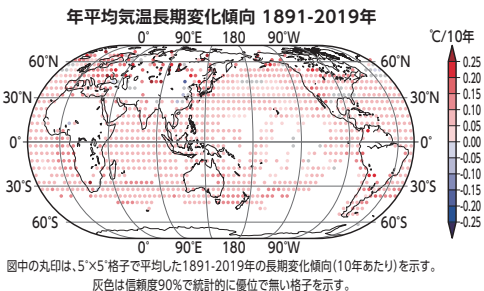 年平均気温長期変化傾向 1891-2019年
℃/10年
0° 90°E 180 90°W
60°N 60°N
30°N 30°N
0° 0°
30°S 30°S
60°S 60°S
0° 90°E 180 90°W
0.25
0.20
0.15
0.10
0.05
0.00
-0.05
-0.10
-0.15
-0.20
-0.25
図中の丸印は、5°×5°格子で平均した1891-2019年の長期変化傾向(10年あたり)を示す。
灰色は信頼度90%で統計的に優位で無い格子を示す。